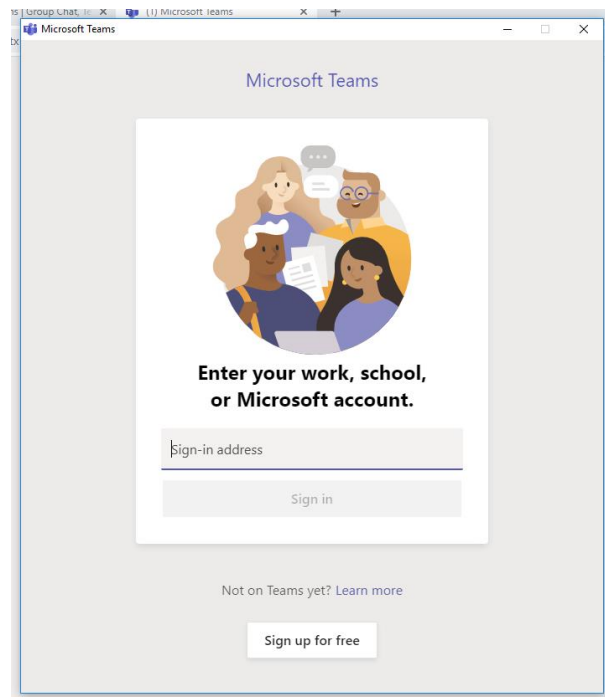 Group Chat, Te (1) Microsoft Teams
Microsoft Teams
Microsoft Teams
Enter your work, school,
or Microsoft account.
Sign-in address
Sign in
Not on Teams yet? Learn more
Sign up for free